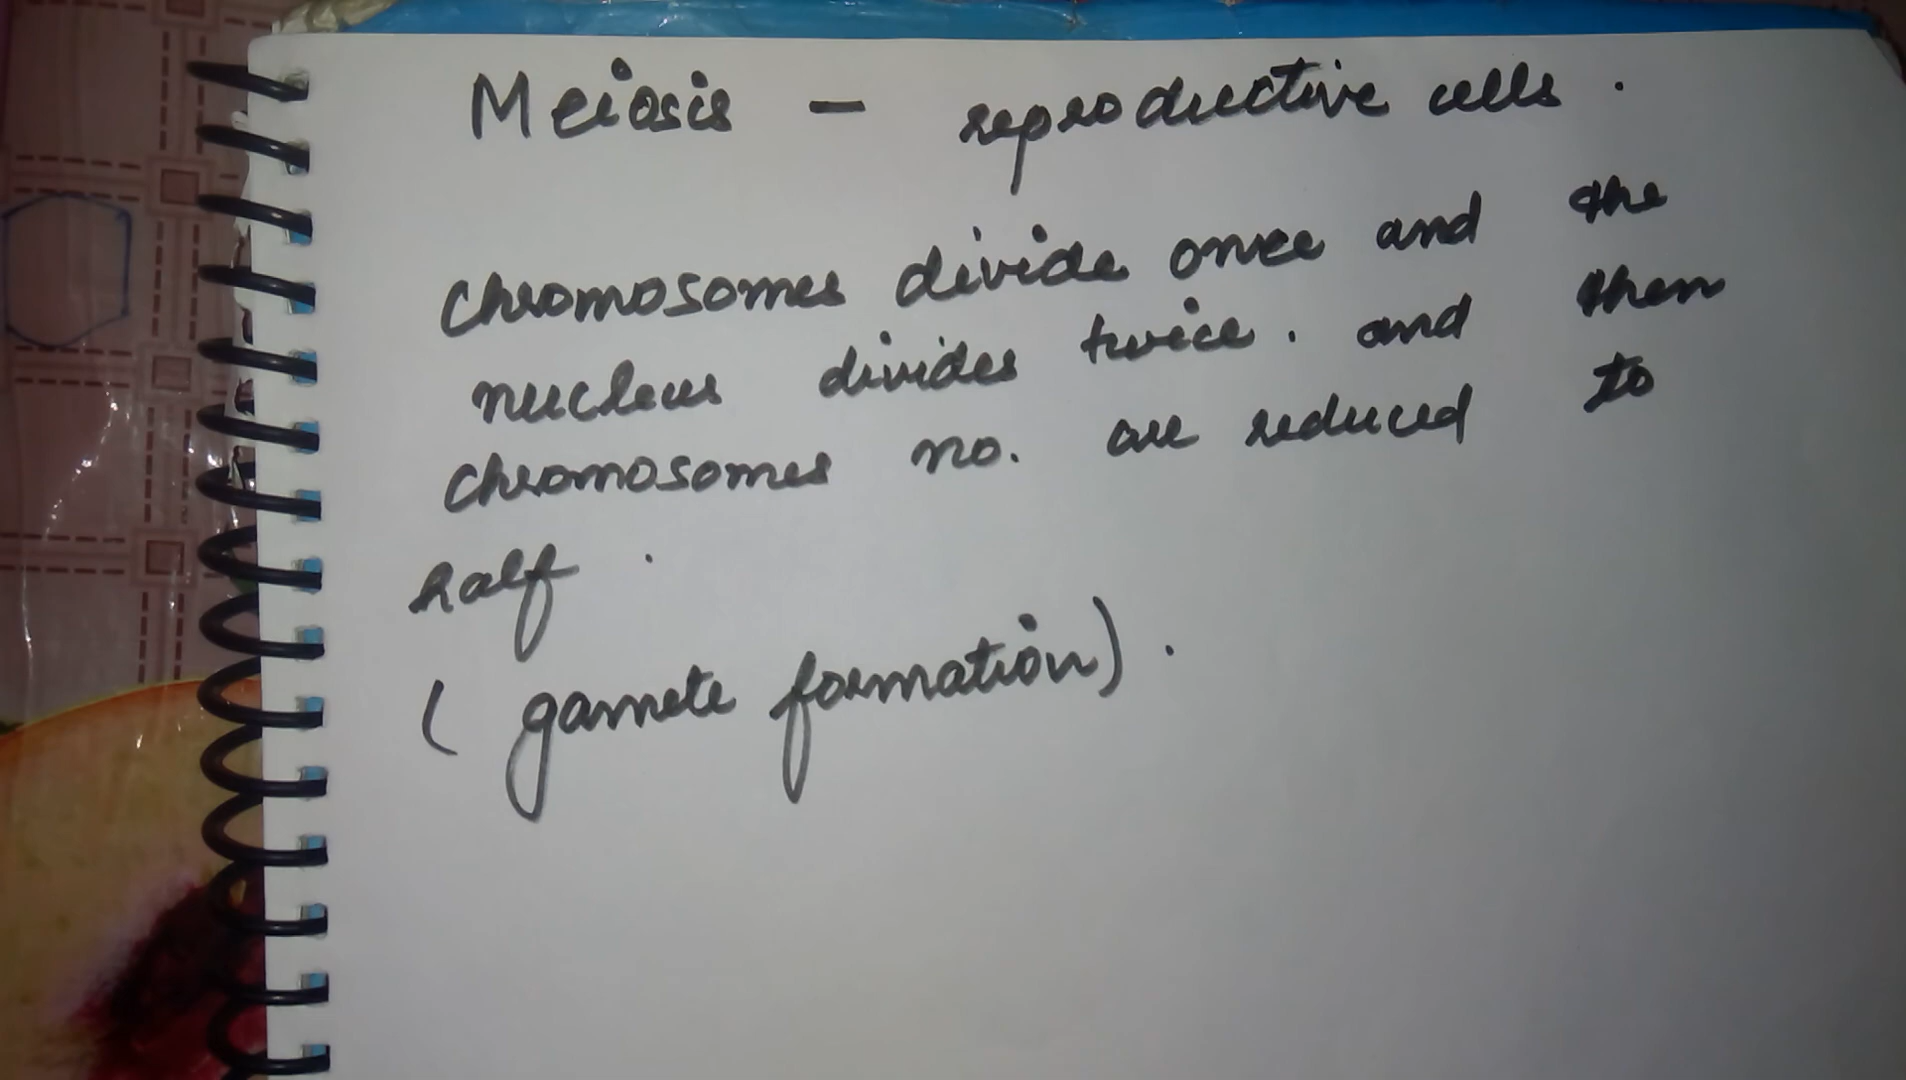 Meiosis - reproductive cells.
Chromosomes divide once and the
nucleus divides twice. and then
chromosomes no. are reduced to
half.
(gamete formation).